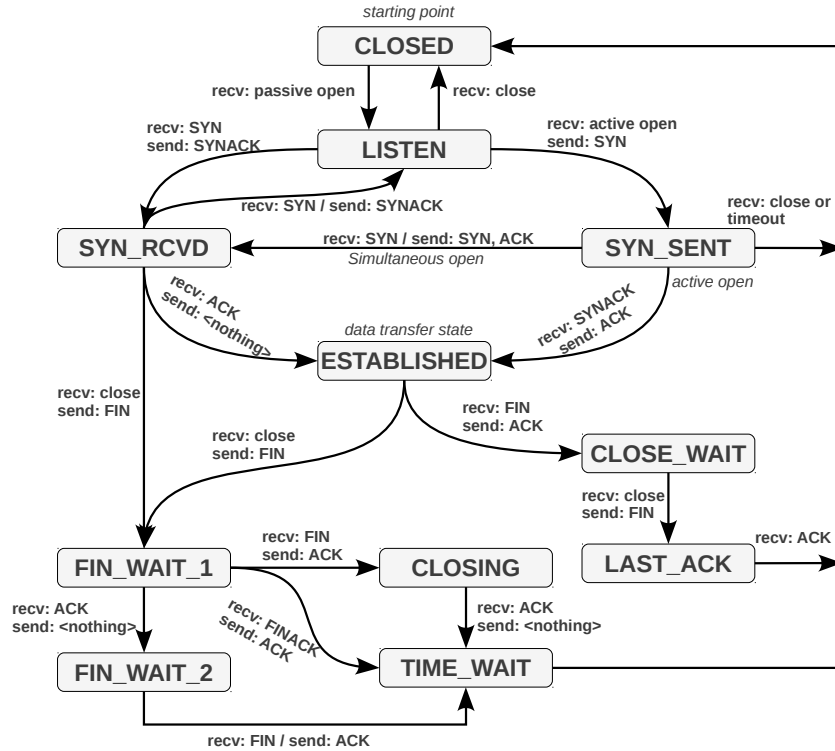 starting point
CLOSED
recv: passive open
recv: close
recv: SYN
send: SYNACK
LISTEN
recv: active open
send: SYN
recv: SYN / send: SYNACK
recv: close or
timeout
SYN_RCVD
recv: SYN / send: SYN, ACK
Simultaneous open
SYN_SENT
active open
recv: ACK
send: <nothing>
data transfer state
recv: SYNACK
send: ACK
ESTABLISHED
recv: close
send: FIN
recv: close
send: FIN
recv: FIN
send: ACK
CLOSE_WAIT
recv: close
send: FIN
recv: FIN
send: ACK
recv: ACK
FIN_WAIT_1
CLOSING
LAST_ACK
recv: ACK
send: <nothing>
recv: FINACK
send: ACK
recv: ACK
send: <nothing>
FIN_WAIT_2
TIME_WAIT
recv: FIN / send: ACK